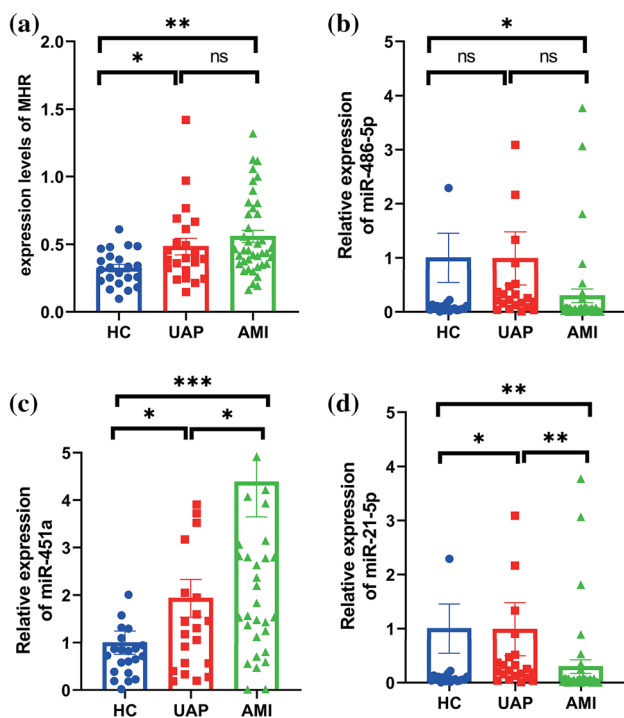 (a)
**
*
ns
expression levels of MHR
2.0
1.5
1.0
0.5
0.0
HC
UAP
AMI
(b)
*
ns
ns
Relative expression
of miR-486-5p
5
4
3
2
1
0
HC
UAP
AMI
(c)
***
*
*
Relative expression
of miR-451a
5
4
3
2
1
0
HC
UAP
AMI
(d)
**
*
**
Relative expression
of miR-21-5p
5
4
3
2
1
0
HC
UAP
AMI